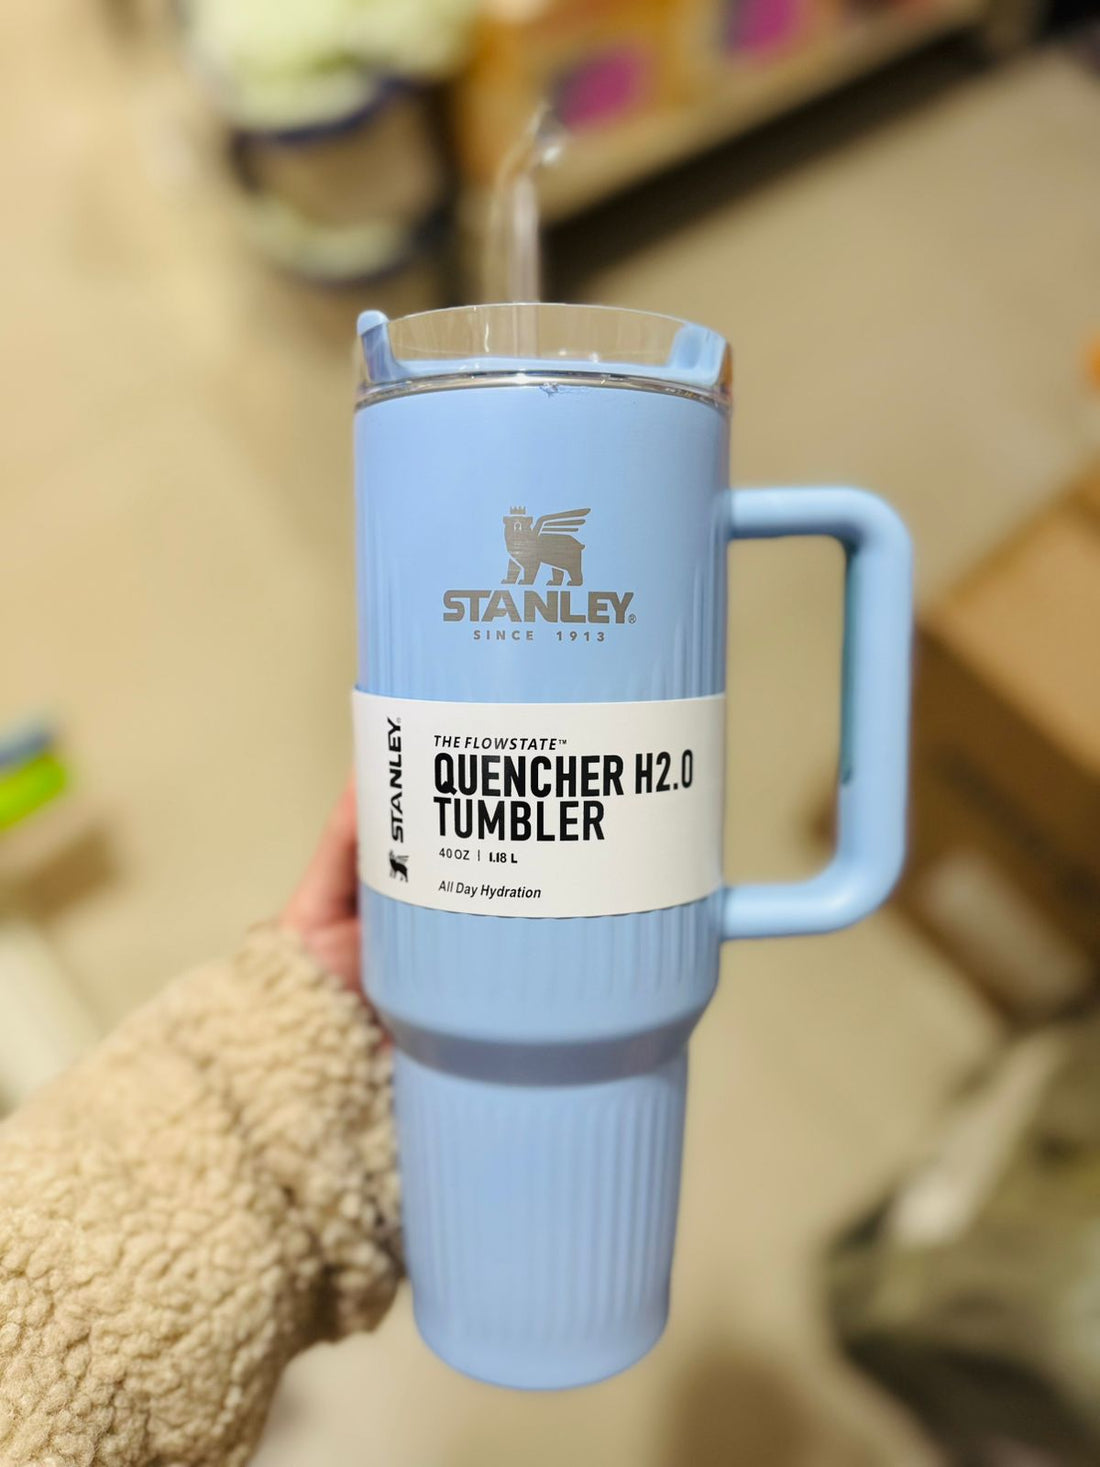 STANLEY®
SINCE 1913
STANLEY®
THE FLOWSTATE™
QUENCHER H2.0
TUMBLER
40 OZ | 1.18 L
All Day Hydration